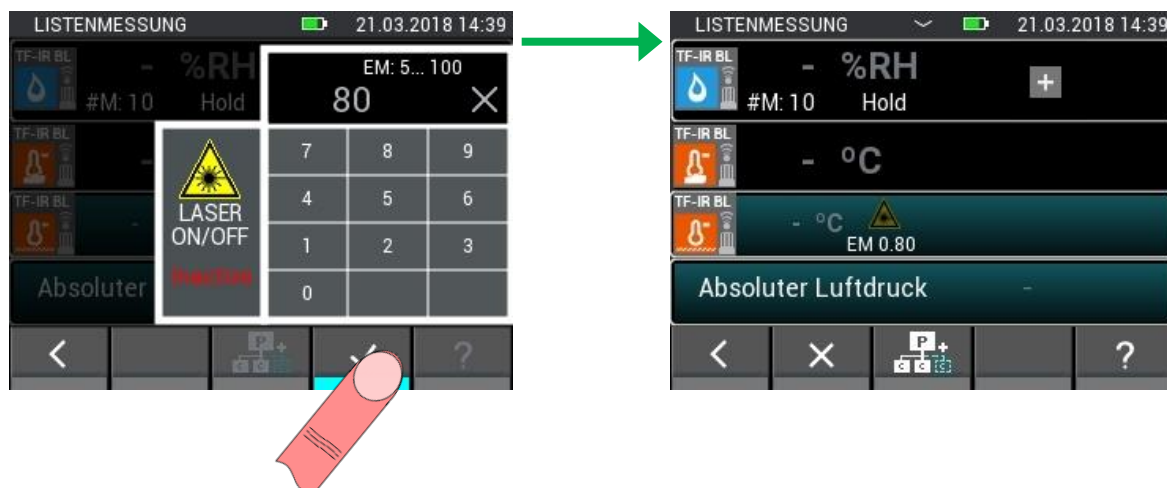 LISTENMESSUNG 21.03.2018 14:39
TF-IR BL
- %RH
#M: 10 Hold
TF-IR BL
-
TF-IR BL
-
Absoluter
EM: 5... 100
80
LASER
ON/OFF
Inactive
7 8 9
4 5 6
1 2 3
0
P +
c c c
?
LISTENMESSUNG 21.03.2018 14:39
TF-IR BL
- %RH
#M: 10 Hold
+
TF-IR BL
- ºC
TF-IR BL
- ºC
EM 0.80
Absoluter Luftdruck -
P +
c c c
?